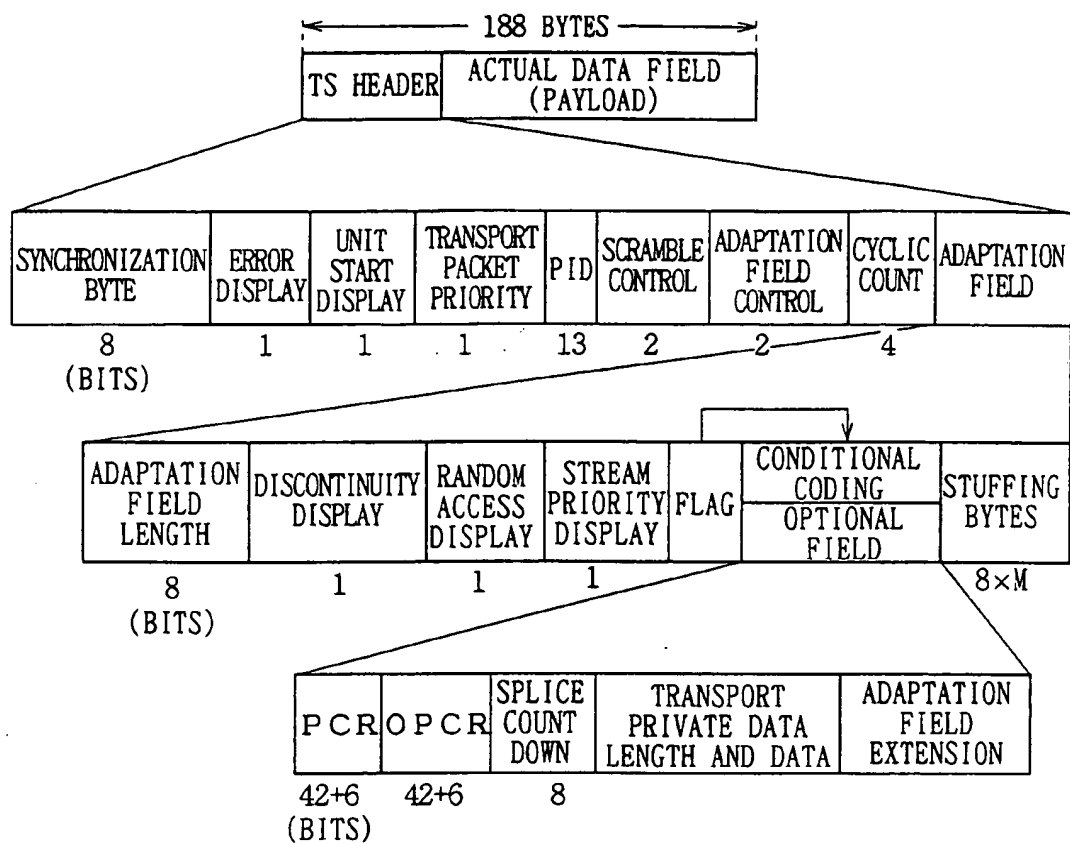 188 BYTES
TS HEADER
ACTUAL DATA FIELD
(PAYLOAD)
SYNCHRONIZATION
BYTE
ERROR
DISPLAY
UNIT
START
DISPLAY
TRANSPORT
PACKET
PRIORITY
PID
SCRAMBLE
CONTROL
ADAPTATION
FIELD
CONTROL
CYCLIC
COUNT
ADAPTATION
FIELD
8
(BITS)
1
1
1
13
2
2
4
ADAPTATION
FIELD
LENGTH
DISCONTINUITY
DISPLAY
RANDOM
ACCESS
DISPLAY
STREAM
PRIORITY
DISPLAY
FLAG
CONDITIONAL
CODING
OPTIONAL
FIELD
STUFFING
BYTES
8
(BITS)
1
1
1
8×M
PCR
OPCR
SPLICE
COUNT
DOWN
TRANSPORT
PRIVATE DATA
LENGTH AND DATA
ADAPTATION
FIELD
EXTENSION
42+6
(BITS)
42+6
8